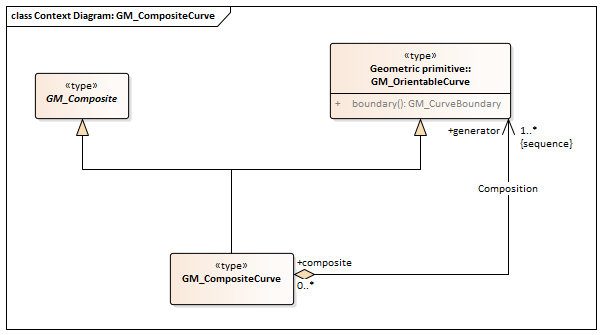 class Context Diagram: GM_CompositeCurve
«type»
GM_Composite
«type»
Geometric primitive::
GM_OrientableCurve
+ boundary(): GM_CurveBoundary
+generator
1..*
{sequence}
Composition
«type»
GM_CompositeCurve
+composite
0..*